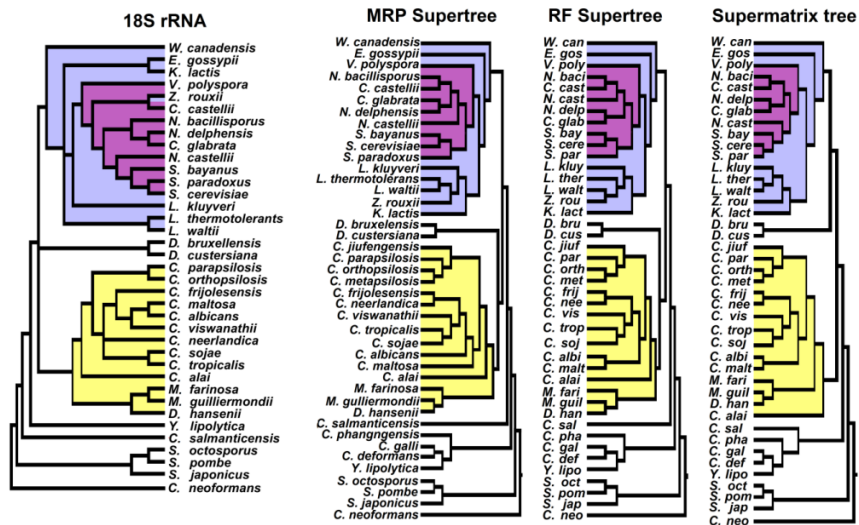 18S rRNA
W. canadensis
E. gossypii
K. lactis
V. polyspora
Z. rouxii
C. castellii
N. bacillisporus
N. delphensis
C. glabrata
N. castellii
S. bayanus
S. paradoxus
S. cerevisiae
L. kluyveri
L. thermotolerants
L. waltii
D. bruxellensis
D. custersiana
C. parapsilosis
C. orthopsilosis
C. frijolesensis
C. maltosa
C. albicans
C. viswanathii
C. neerlandica
C. sojae
C. tropicalis
C. alai
M. farinosa
M. guilliermondii
D. hansenii
Y. lipolytica
C. salmanticensis
S. octosporus
S. pombe
S. japonicus
C. neoformans
MRP Supertree
W. canadensis
E. gossypii
V. polyspora
N. bacillisporus
C. castellii
C. glabrata
N. delphensis
N. castellii
S. bayanus
S. cerevisiae
S. paradoxus
L. kluyveri
L. thermotolerans
L. waltii
Z. rouxii
K. lactis
D. bruxelensis
D. custersiana
C. jiufengensis
C. parapsilosis
C. orthopsilosis
C. metapsilosis
C. frijolesensis
C. neerlandica
C. viswanathii
C. tropicalis
C. sojae
C. albicans
C. maltosa
C. alai
M. farinosa
M. gulliermondii
D. hansenii
C. salmanticensis
C. phangngensis
C. galli
C. deformans
Y. lipolytica
S. octosporus
S. pombe
S. japonicus
C. neoformans
RF Supertree
W. can
E. gos
V. poly
N. baci
C. cast
N. cast
N. delp
C. glab
S. bay
S. cere
S. par
L. kluy
L. ther
L. walt
Z. rou
K. lact
D. bru
D. cus
C. jiuf
C. par
C. orth
C. met
C. frij
C. nee
C. vis
C. trop
C. soj
C. albi
C. malt
C. alai
M. fari
M. guil
D. han
C. sal
C. pha
C. gal
C. def
Y. lipo
S. oct
S. pom
S. jap
C. neo
Supermatrix tree
W. can
E. gos
V. poly
N. baci
C. cast
N. delp
C. glab
N. cast
S. bay
S. cere
S. par
L. kluy
L. ther
L. walt
Z. rou
K. lact
D. bru
D. cus
C. jiuf
C. par
C. orth
C. met
C. frij
C. nee
C. vis
C. trop
C. soj
C. albi
C. malt
M. fari
M. guil
D. han
C. alai
C. sal
C. pha
C. gal
C. def
Y. lipo
S. oct
S. pom
S. jap
C. neo